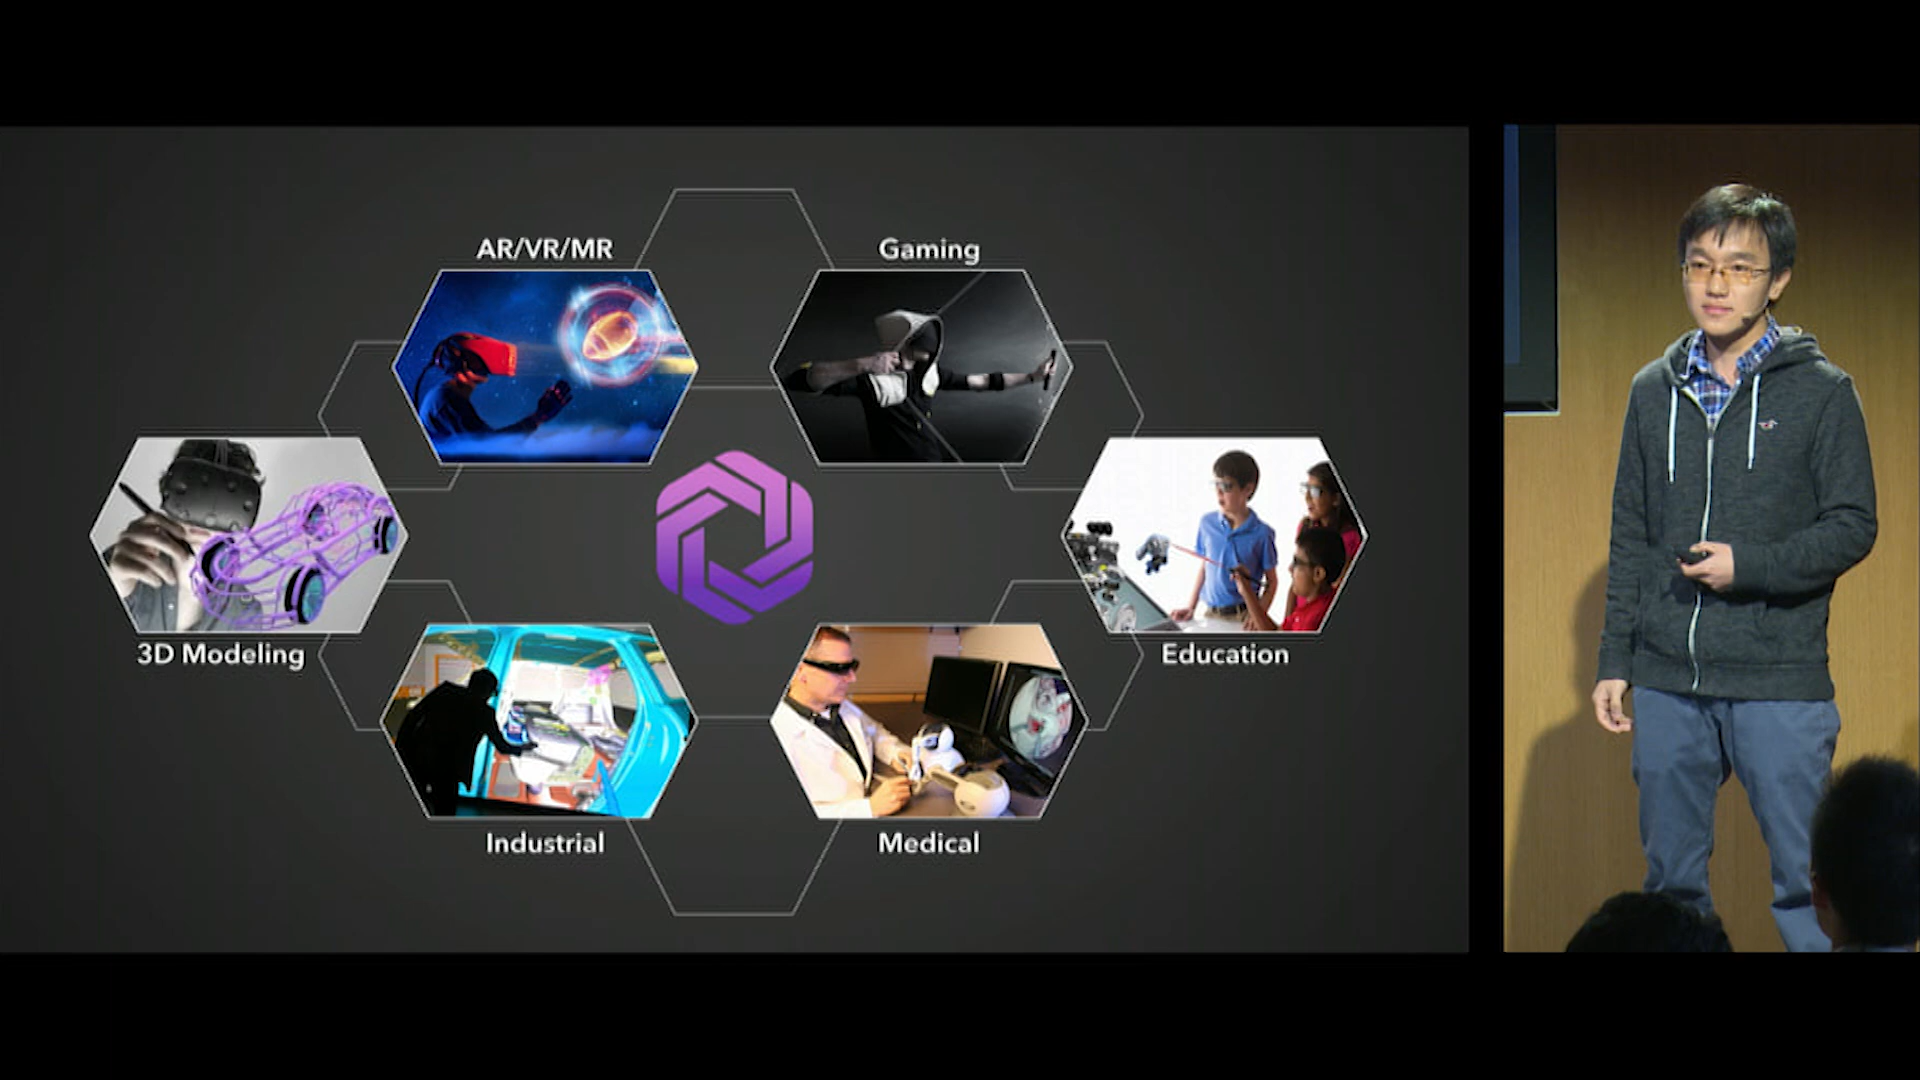 AR/VR/MR
Gaming
3D Modeling
Education
Industrial
Medical